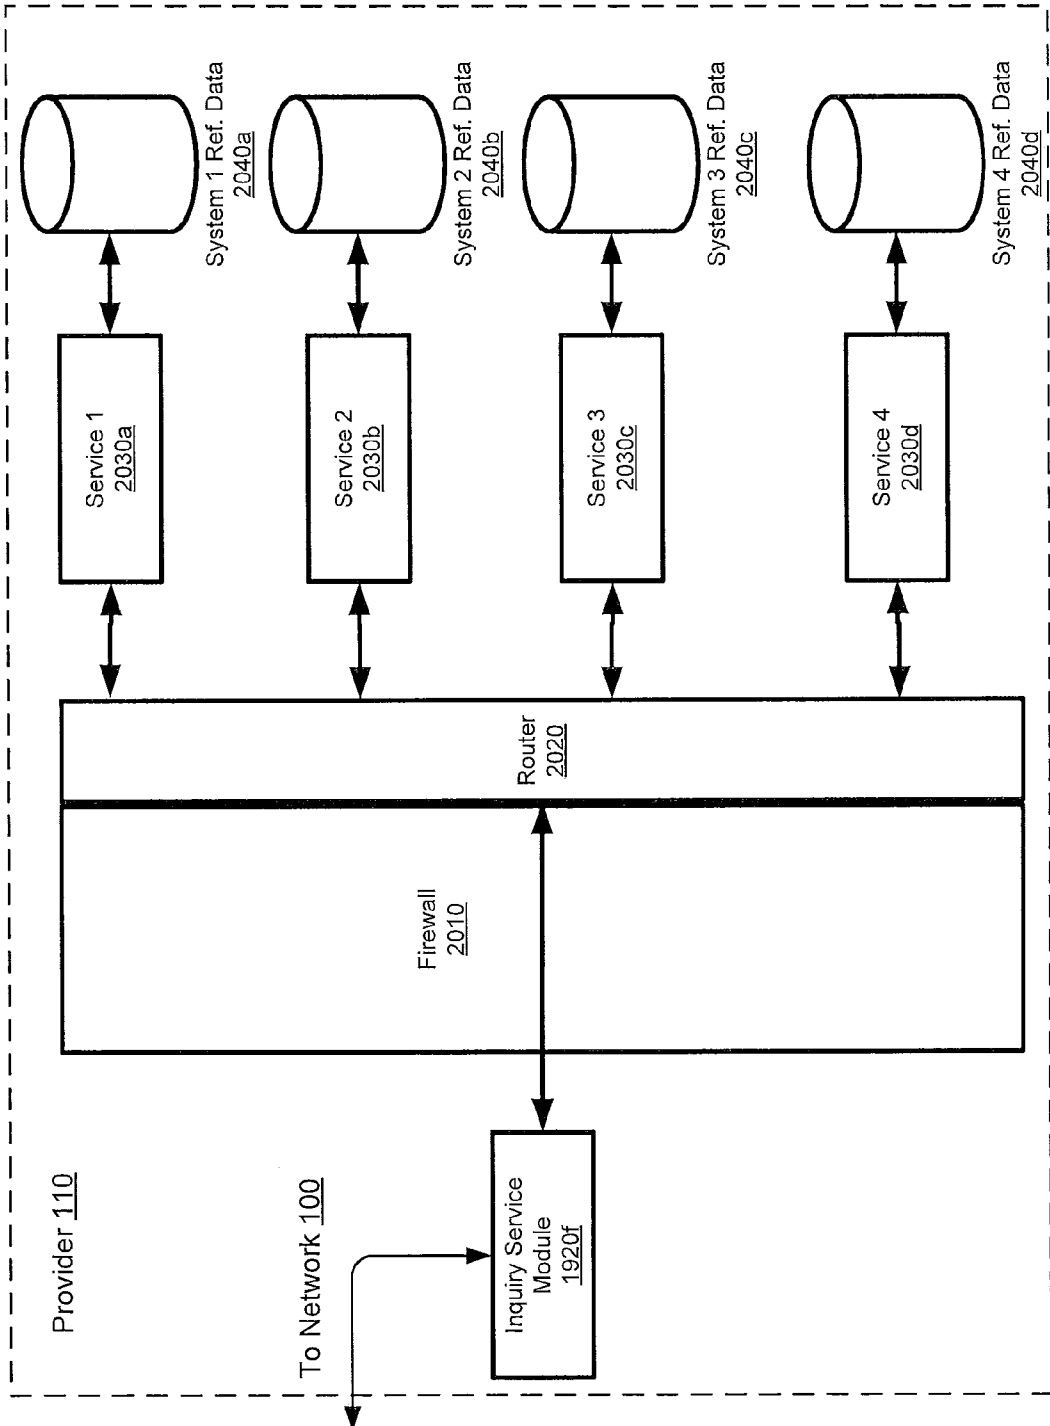 Provider 110
To Network 100
Inquiry Service
Module
1920f
Firewall
2010
Router
2020
Service 1
2030a
Service 2
2030b
Service 3
2030c
Service 4
2030d
System 1 Ref. Data
2040a
System 2 Ref. Data
2040b
System 3 Ref. Data
2040c
System 4 Ref. Data
2040d